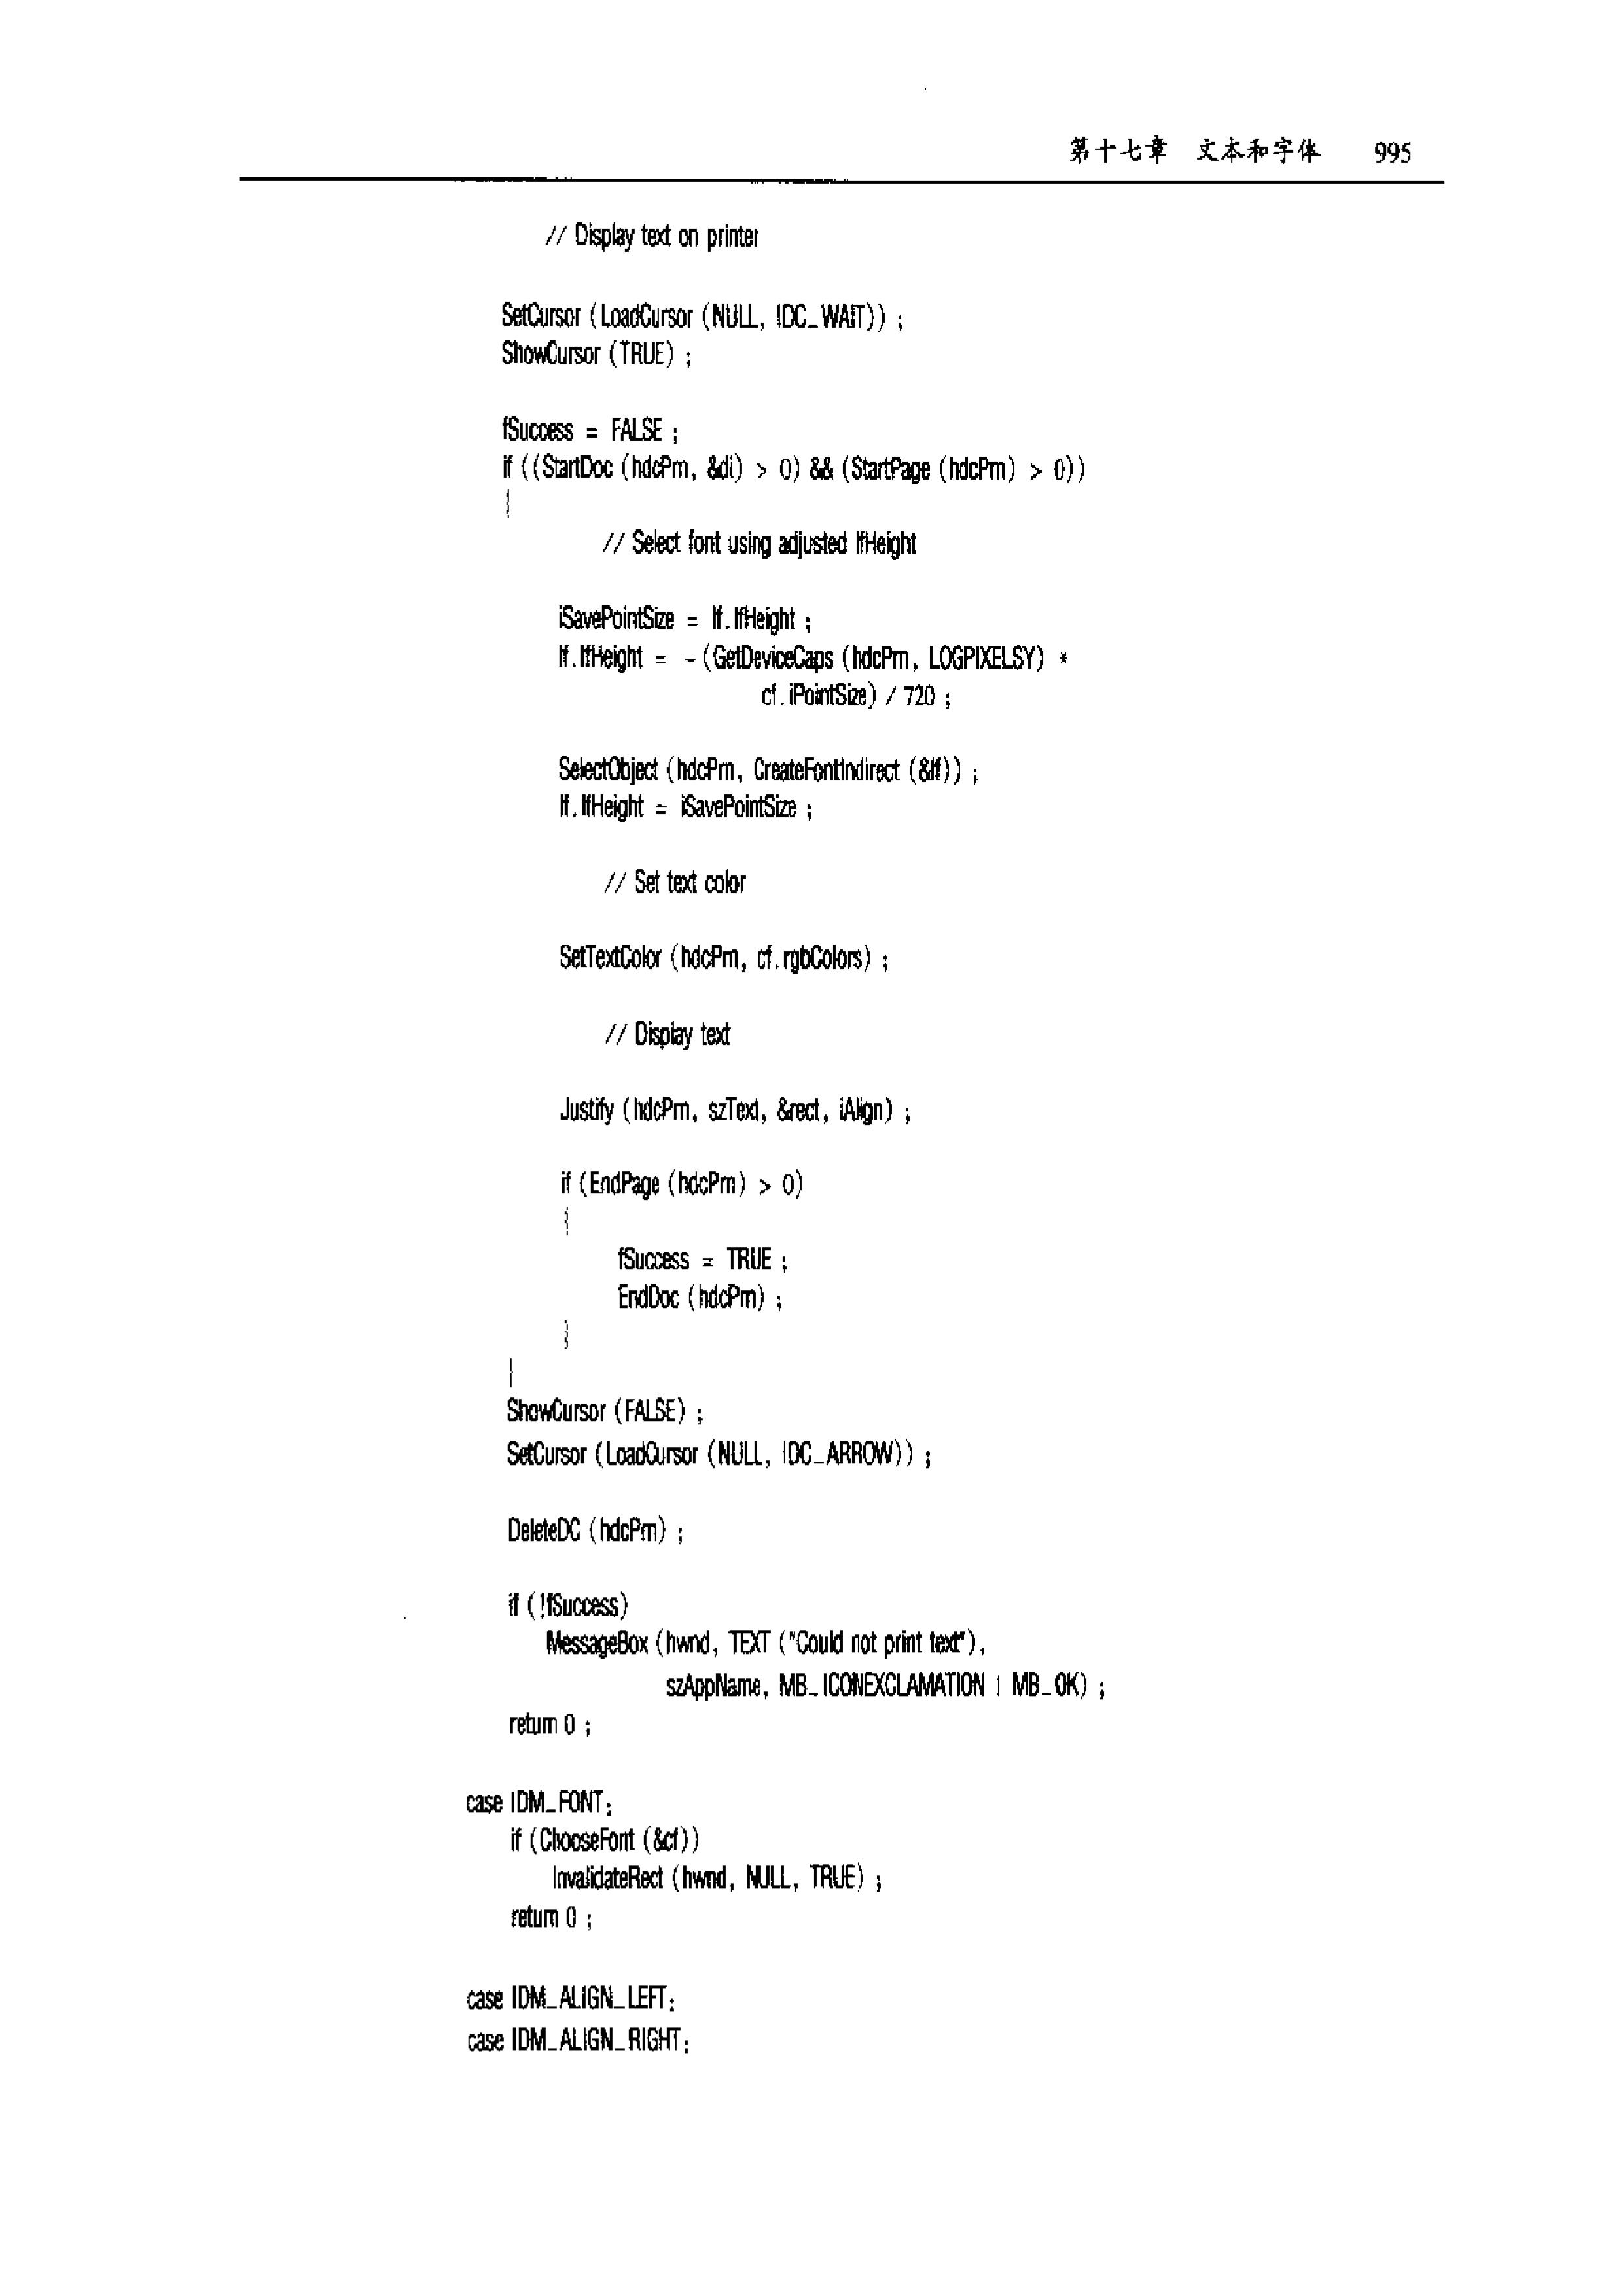 第十七章 文本和字体 995
// Display text on printer
SetCursor (LoadCursor (NULL, IDC_WAIT)) ;
ShowCursor (TRUE) ;
fSuccess = FALSE ;
if ((StartDoc (hdcPrn, &di) > 0) && (StartPage (hdcPrn) > 0))
{
// Select font using adjusted lfHeight
iSavePointSize = lf.lfHeight ;
lf.lfHeight = -(GetDeviceCaps (hdcPrn, LOGPIXELSY) *
cf.iPointSize) / 720 ;
SelectObject (hdcPrn, CreateFontIndirect (&lf)) ;
lf.lfHeight = iSavePointSize ;
// Set text color
SetTextColor (hdcPrn, cf.rgbColors) ;
// Display text
Justify (hdcPrn, szText, &rect, iAlign) ;
if (EndPage (hdcPrn) > 0)
{
fSuccess = TRUE ;
EndDoc (hdcPrn) ;
}
}
ShowCursor (FALSE) ;
SetCursor (LoadCursor (NULL, IDC_ARROW)) ;
DeleteDC (hdcPrn) ;
if (!fSuccess)
MessageBox (hwnd, TEXT ("Could not print text"),
szAppName, MB_ICONEXCLAMATION | MB_OK) ;
return 0 ;
case IDM_FONT:
if (ChooseFont (&cf))
InvalidateRect (hwnd, NULL, TRUE) ;
return 0 ;
case IDM_ALIGN_LEFT:
case IDM_ALIGN_RIGHT: